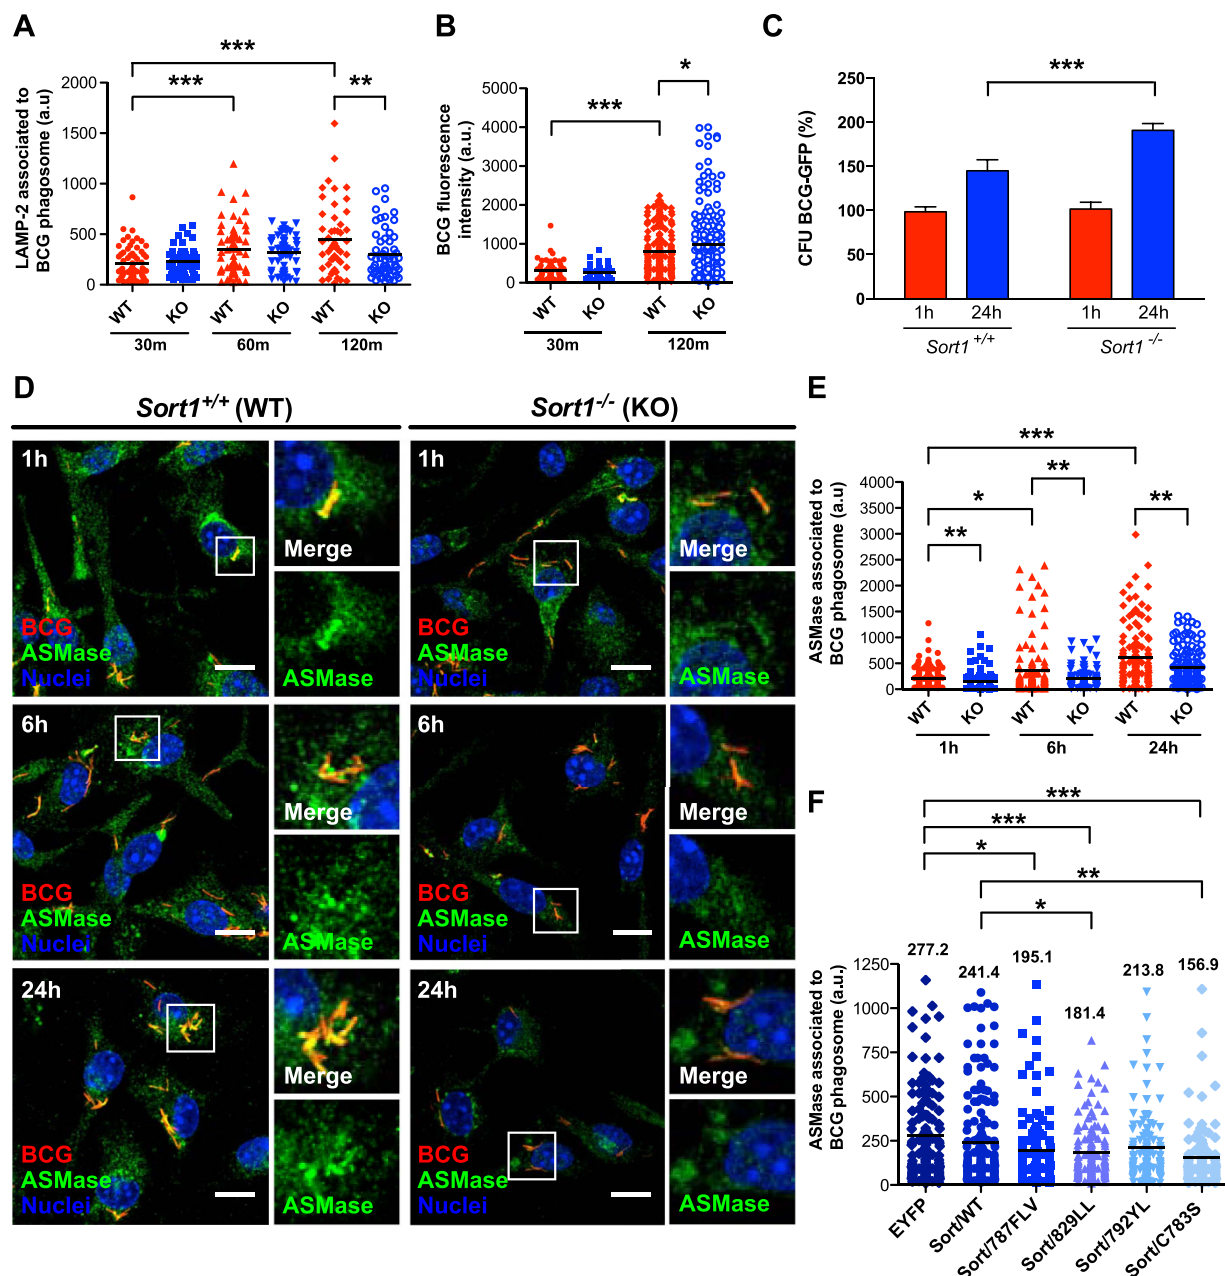 A
LAMP-2 associated to
BCG phagosome (a.u)
2000
1500
1000
500
0
***
***
**
WT
KO
WT
KO
WT
KO
30m
60m
120m
B
BCG fluorescence
intensity (a.u.)
5000
4000
3000
2000
1000
0
***
*
WT
KO
WT
KO
30m
120m
C
CFU BCG-GFP (%)
250
200
150
100
50
0
***
1h
24h
1h
24h
Sort1 +/+
Sort1 -/-
D
Sort1+/+ (WT)
Sort1-/- (KO)
1h
BCG
ASMase
Nuclei
Merge
ASMase
1h
Merge
ASMase
6h
BCG
ASMase
Nuclei
Merge
ASMase
6h
BCG
ASMase
Nuclei
Merge
ASMase
24h
BCG
ASMase
Nuclei
Merge
ASMase
24h
BCG
ASMase
Nuclei
Merge
ASMase
E
ASMase associated to
BCG phagosome (a.u)
4000
3500
3000
2500
2000
1500
1000
500
0
***
*
**
**
**
WT
KO
WT
KO
WT
KO
1h
6h
24h
F
ASMase associated to
BCG phagosome (a.u.)
1250
1000
750
500
250
0
***
***
*
**
*
277.2
241.4
195.1
181.4
213.8
156.9
EYFP
Sort/WT
Sort/787FLV
Sort/829LL
Sort/792YL
Sort/C783S